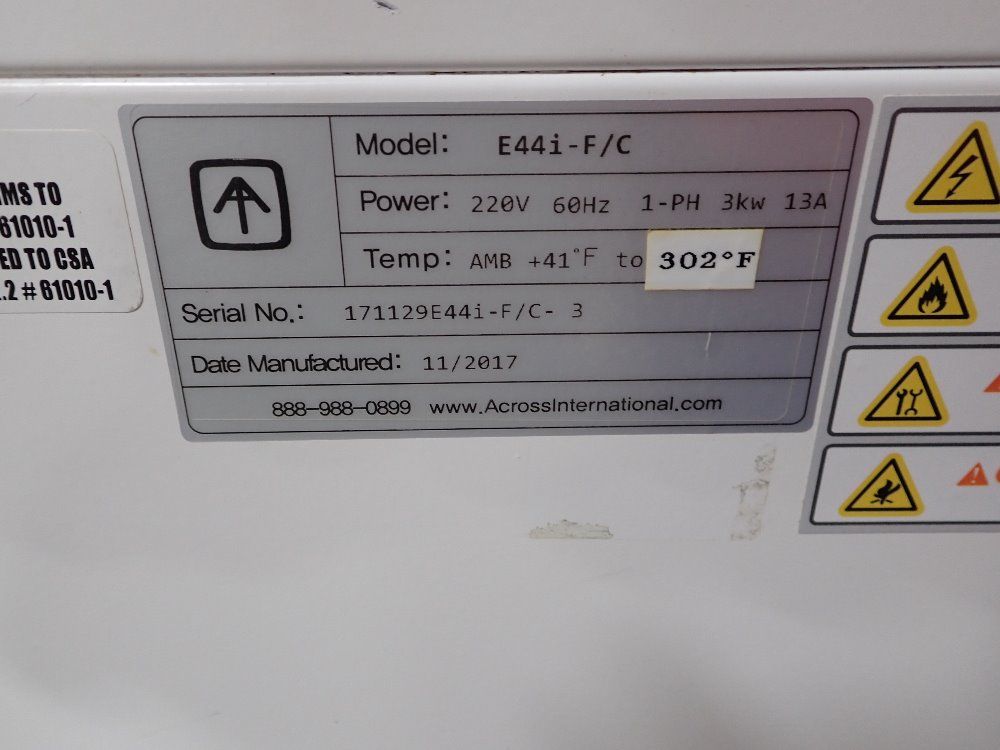 MS TO
61010-1
ED TO CSA
.2 # 61010-1
Model: E44i-F/C
Power: 220V 60Hz 1-PH 3kw 13A
Temp: AMB +41°F to 302°F
Serial No.: 171129E44i-F/C- 3
Date Manufactured: 11/2017
888-988-0899 www.AcrossInternational.com